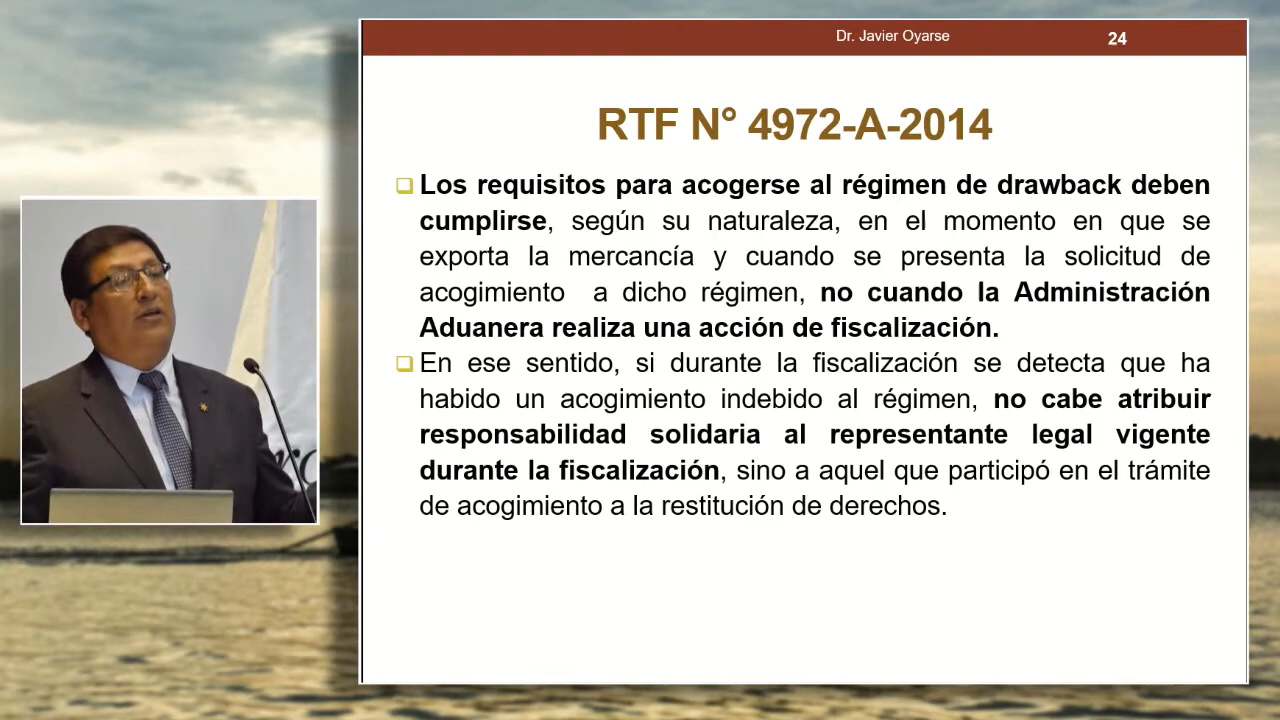 Dr. Javier Oyarse
24
RTF N° 4972-A-2014
Los requisitos para acogerse al régimen de drawback deben
cumplirse, según su naturaleza, en el momento en que se
exporta la mercancía y cuando se presenta la solicitud de
acogimiento a dicho régimen, no cuando la Administración
Aduanera realiza una acción de fiscalización.
En ese sentido, si durante la fiscalización se detecta que ha
habido un acogimiento indebido al régimen, no cabe atribuir
responsabilidad solidaria al representante legal vigente
durante la fiscalización, sino a aquel que participó en el trámite
de acogimiento a la restitución de derechos.